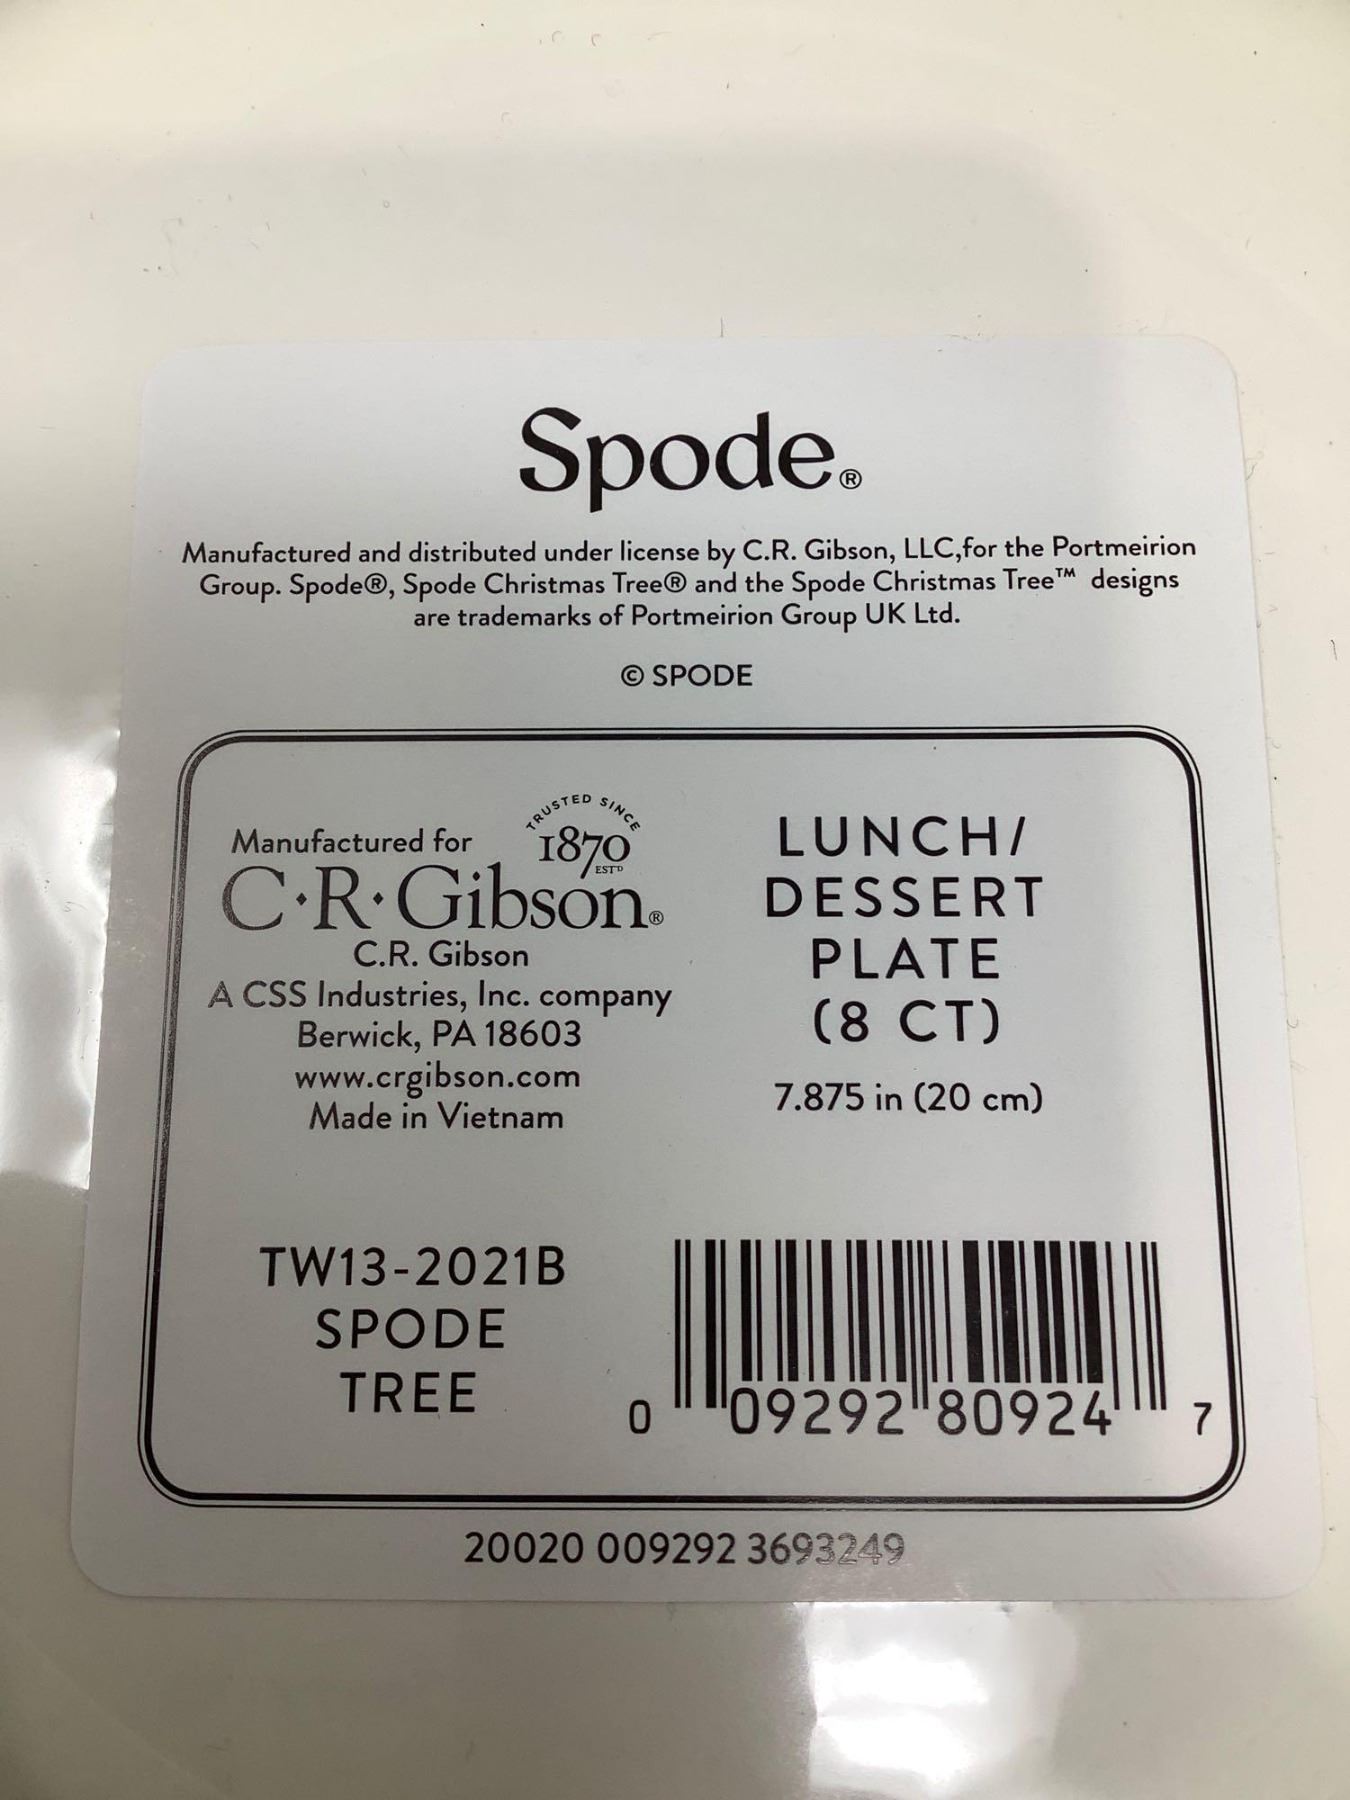 Spode®
Manufactured and distributed under license by C.R. Gibson, LLC,for the Portmeirion
Group. Spode®, Spode Christmas Tree® and the Spode Christmas Tree™ designs
are trademarks of Portmeirion Group UK Ltd.
© SPODE
TRUSTED SINCE
Manufactured for 1870
ESTD
C·R·Gibson®
C.R. Gibson
A CSS Industries, Inc. company
Berwick, PA 18603
www.crgibson.com
Made in Vietnam
LUNCH/
DESSERT
PLATE
(8 CT)
7.875 in (20 cm)
TW13-2021B
SPODE
TREE
0 09292 80924 7
20020 009292 3693249